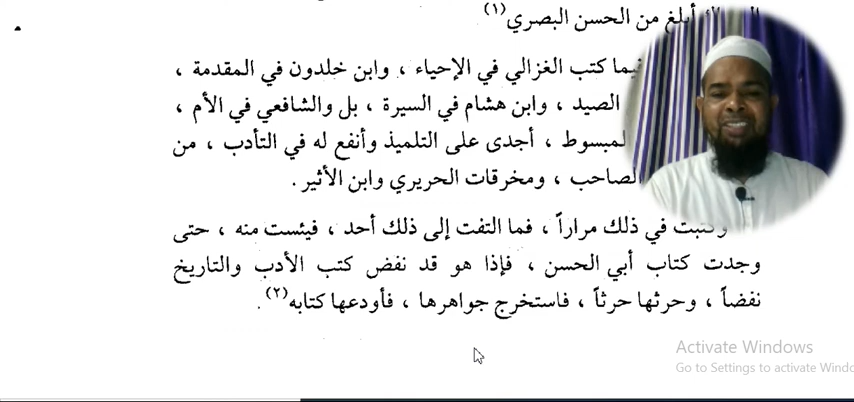 أبلغ من الحسن البصري (١)
كتب الغزالي في الإحياء ، وابن خلدون في المقدمة ،
الصيد ، وابن هشام في السيرة ، بل والشافعي في الأم ،
لمبسوط ، أجدى على التلميذ وأنفع له في التأدب ، من
لصاحب ، ومخرقات الحريري وابن الأثير .
وكتبت في ذلك مراراً ، فما التفت إلى ذلك أحد ، فيئست منه ، حتى
وجدت كتاب أبي الحسن ، فإذا هو قد نفض كتب الأدب والتاريخ
نفضاً ، وحرثها حرثاً ، فاستخرج جواهرها ، فأودعها كتابه (٢) .
Activate Windows
Go to Settings to activate Windo